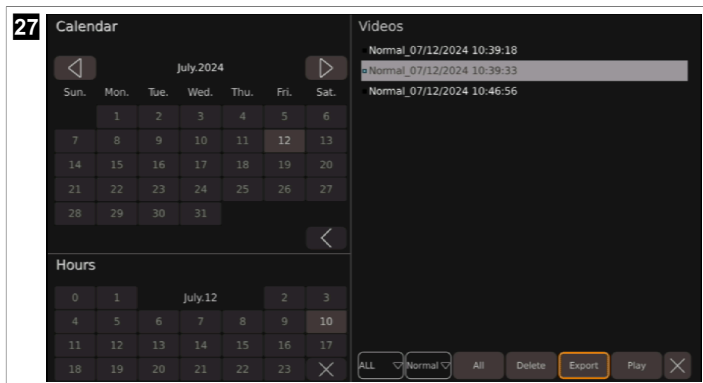 27
Calendar
July.2024
Sun. Mon. Tue. Wed. Thu. Fri. Sat.
1 2 3 4 5 6
7 8 9 10 11 12 13
14 15 16 17 18 19 20
21 22 23 24 25 26 27
28 29 30 31
Hours
0 1 July.12 2 3
4 5 6 7 8 9 10
11 12 13 14 15 16 17
18 19 20 21 22 23
Videos
Normal_07/12/2024 10:39:18
Normal_07/12/2024 10:39:33
Normal_07/12/2024 10:46:56
ALL Normal All Delete Export Play